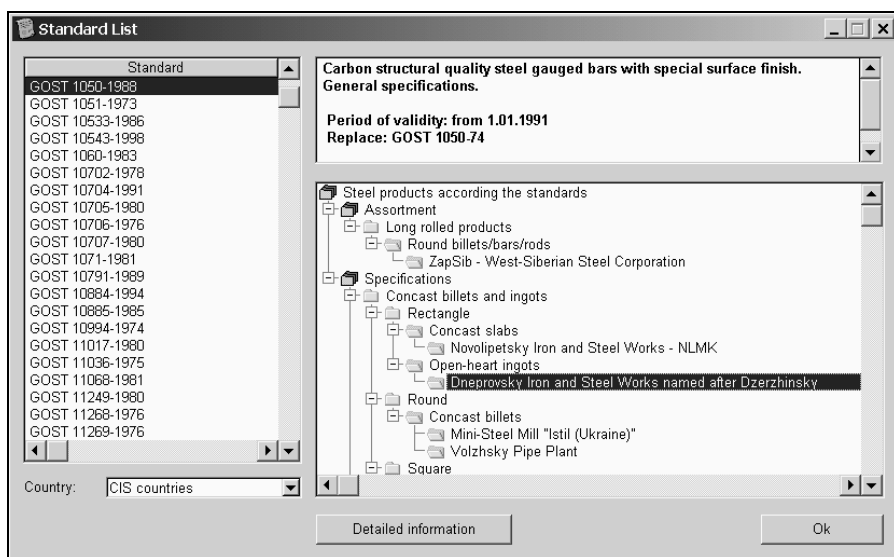 Standard List
Standard
GOST 1050-1988
GOST 1051-1973
GOST 10533-1986
GOST 10543-1998
GOST 1060-1983
GOST 10702-1978
GOST 10704-1991
GOST 10705-1980
GOST 10706-1976
GOST 10707-1980
GOST 1071-1981
GOST 10791-1989
GOST 10884-1994
GOST 10885-1985
GOST 10994-1974
GOST 11017-1980
GOST 11036-1975
GOST 11068-1981
GOST 11249-1980
GOST 11268-1976
GOST 11269-1976
Country:
CIS countries
Carbon structural quality steel gauged bars with special surface finish.
General specifications.
Period of validity: from 1.01.1991
Replace: GOST 1050-74
Steel products according the standards
Assortment
Long rolled products
Round billets/bars/rods
ZapSib - West-Siberian Steel Corporation
Specifications
Concast billets and ingots
Rectangle
Concast slabs
Novolipetsky Iron and Steel Works - NLMK
Open-heart ingots
Dneprovsky Iron and Steel Works named after Dzerzhinsky
Round
Concast billets
Mini-Steel Mill "Istil (Ukraine)"
Volzhsky Pipe Plant
Square
Detailed information
Ok